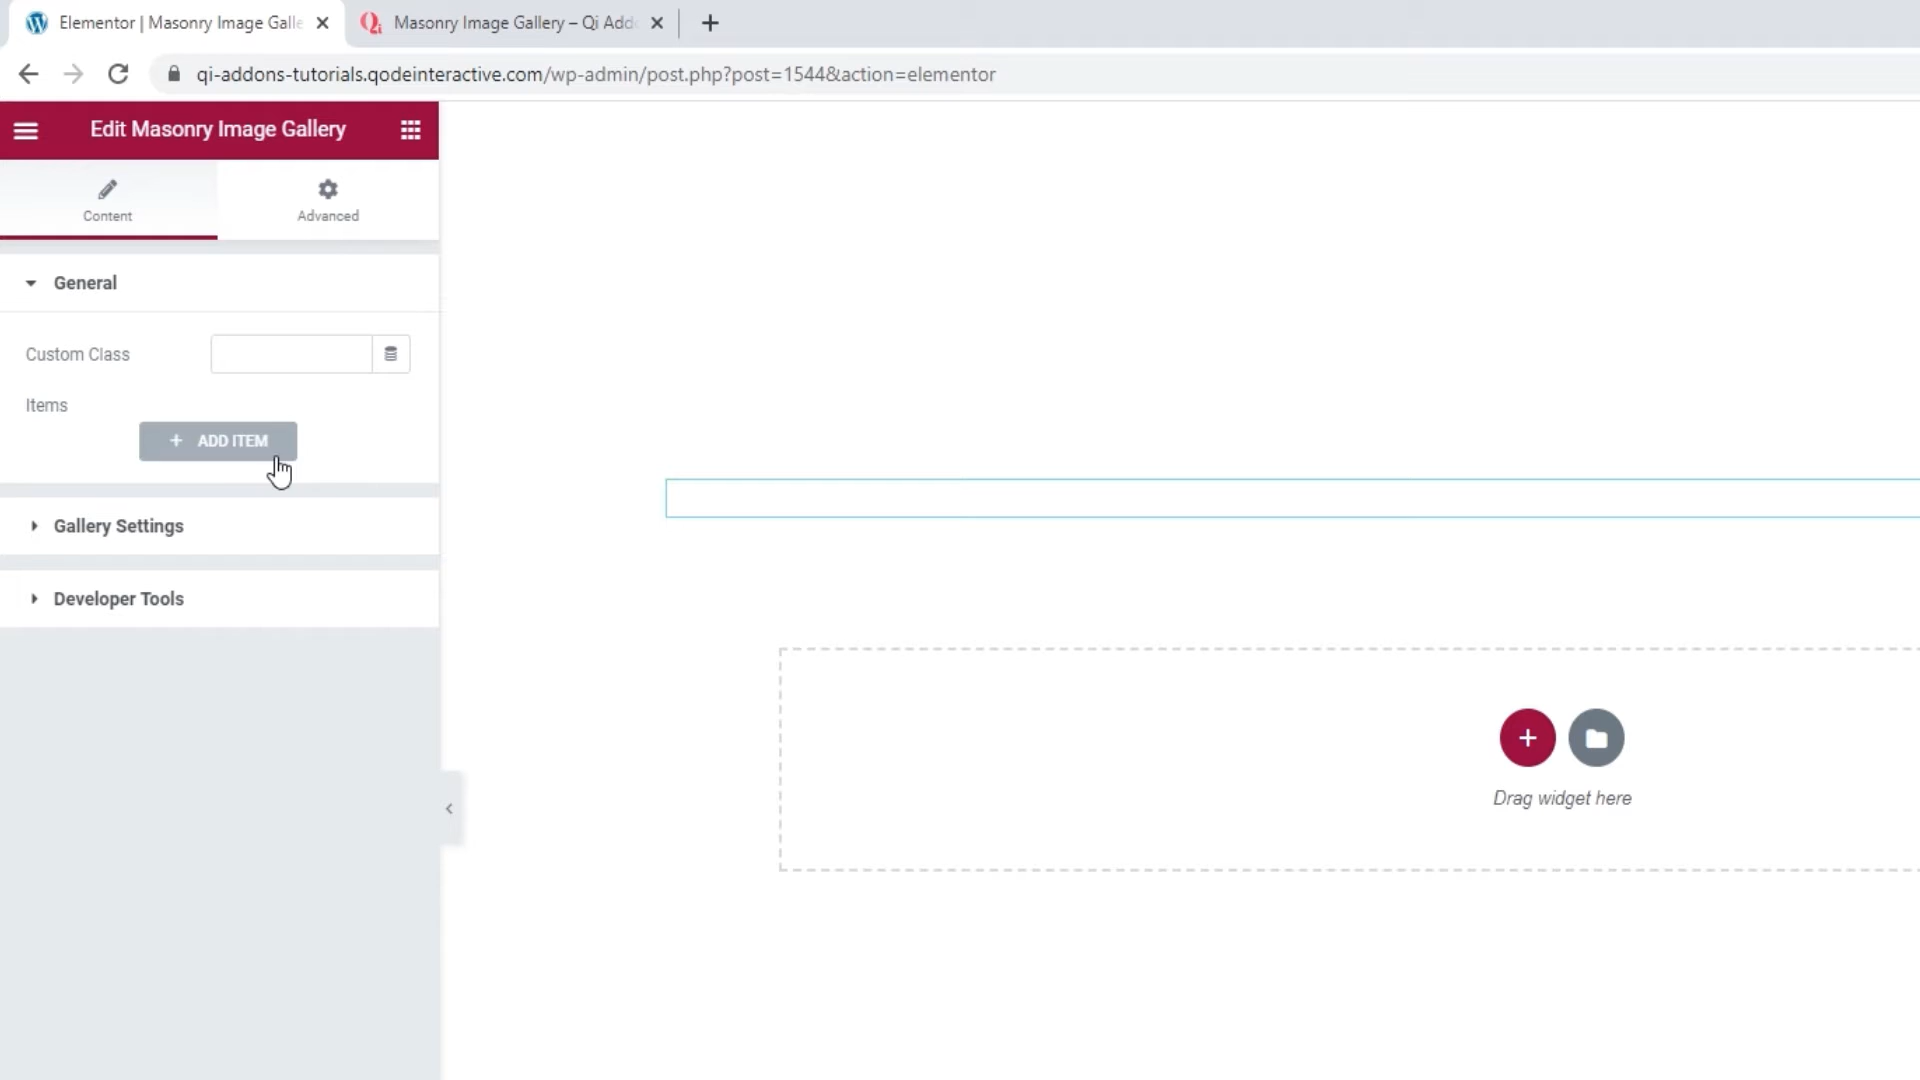 Elementor | Masonry Image Galle
Masonry Image Gallery – Qi Addo
qi-addons-tutorials.qodeinteractive.com/wp-admin/post.php?post=1544&action=elementor
Edit Masonry Image Gallery
Content
Advanced
General
Custom Class
Items
+ ADD ITEM
Gallery Settings
Developer Tools
Drag widget here